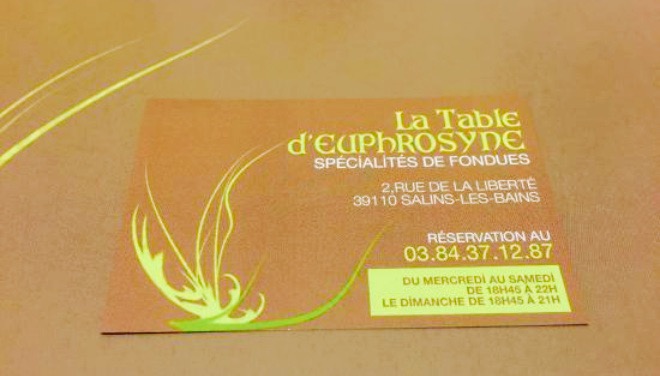 La Table
d'Euphrosyne
SPÉCIALITÉS DE FONDUES
2,RUE DE LA LIBERTÉ
39110 SALINS-LES-BAINS
RÉSERVATION AU
03.84.37.12.87
DU MERCREDI AU SAMEDI
DE 18H45 À 22H
LE DIMANCHE DE 18H45 À 21H